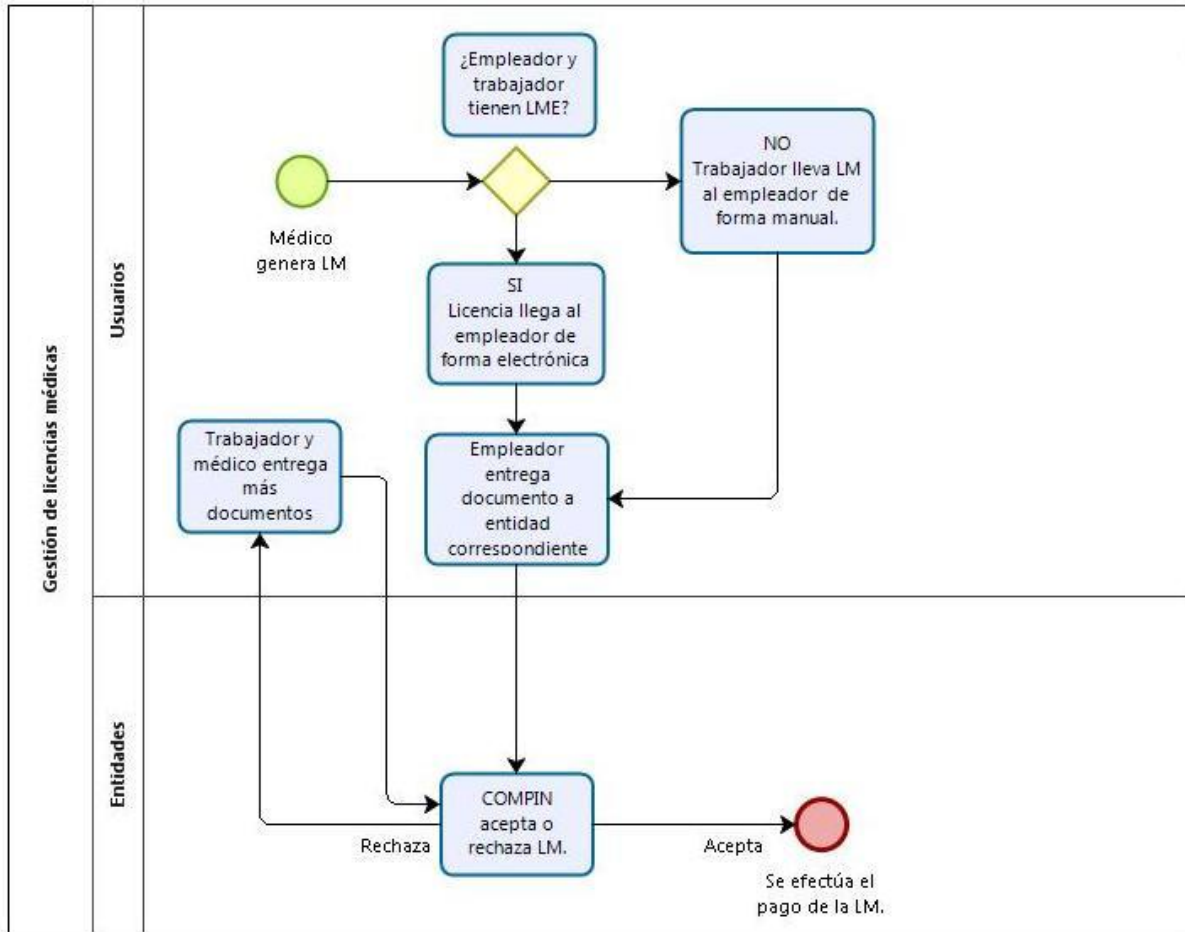 Gestión de licencias médicas
Usuarios
¿Empleador y
trabajador
tienen LME?
NO
Trabajador lleva LM
al empleador de
forma manual.
Médico
genera LM
SI
Licencia llega al
empleador de
forma electrónica
Trabajador y
médico entrega
más
documentos
Empleador
entrega
documento a
entidad
correspondiente
Entidades
COMPIN
acepta o
rechaza LM.
Rechaza
Acepta
Se efectúa el
pago de la LM.